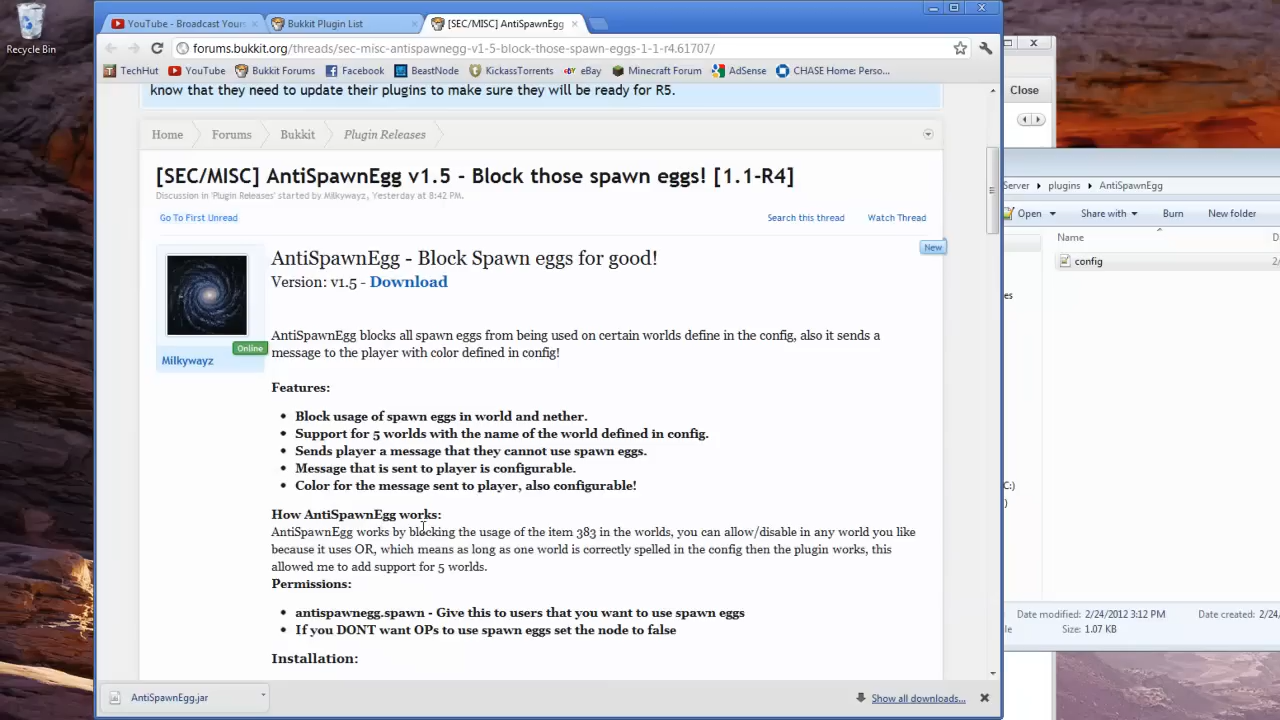 Recycle Bin
YouTube - Broadcast Your
Bukkit Plugin List
[SEC/MISC] AntiSpawnEgg
forums.bukkit.org/threads/sec-misc-antispawnegg-v1-5-block-those-spawn-eggs-1-1-r4.61707/
TechHut YouTube Bukkit Forums Facebook BeastNode KickassTorrents eBay Minecraft Forum AdSense CHASE Home: Perso...
know that they need to update their plugins to make sure they will be ready for R5.
Home Forums Bukkit Plugin Releases
[SEC/MISC] AntiSpawnEgg v1.5 - Block those spawn eggs! [1.1-R4]
Discussion in 'Plugin Releases' started by Milkywayz, Yesterday at 8:42 PM.
Go To First Unread Search this thread Watch Thread
New
AntiSpawnEgg - Block Spawn eggs for good!
Version: v1.5 - Download
Online
Milkywayz
AntiSpawnEgg blocks all spawn eggs from being used on certain worlds define in the config, also it sends a
message to the player with color defined in config!
Features:
• Block usage of spawn eggs in world and nether.
• Support for 5 worlds with the name of the world defined in config.
• Sends player a message that they cannot use spawn eggs.
• Message that is sent to player is configurable.
• Color for the message sent to player, also configurable!
How AntiSpawnEgg works:
AntiSpawnEgg works by blocking the usage of the item 383 in the worlds, you can allow/disable in any world you like
because it uses OR, which means as long as one world is correctly spelled in the config then the plugin works, this
allowed me to add support for 5 worlds.
Permissions:
• antispawnegg.spawn - Give this to users that you want to use spawn eggs
• If you DONT want OPs to use spawn eggs set the node to false
Installation:
AntiSpawnEgg.jar
Show all downloads...
Close
Server plugins AntiSpawnEgg
Open Share with Burn New folder
Name D
config 2/
es
C:)
)
Date modified: 2/24/2012 3:12 PM Date created: 2/24/
le Size: 1.07 KB